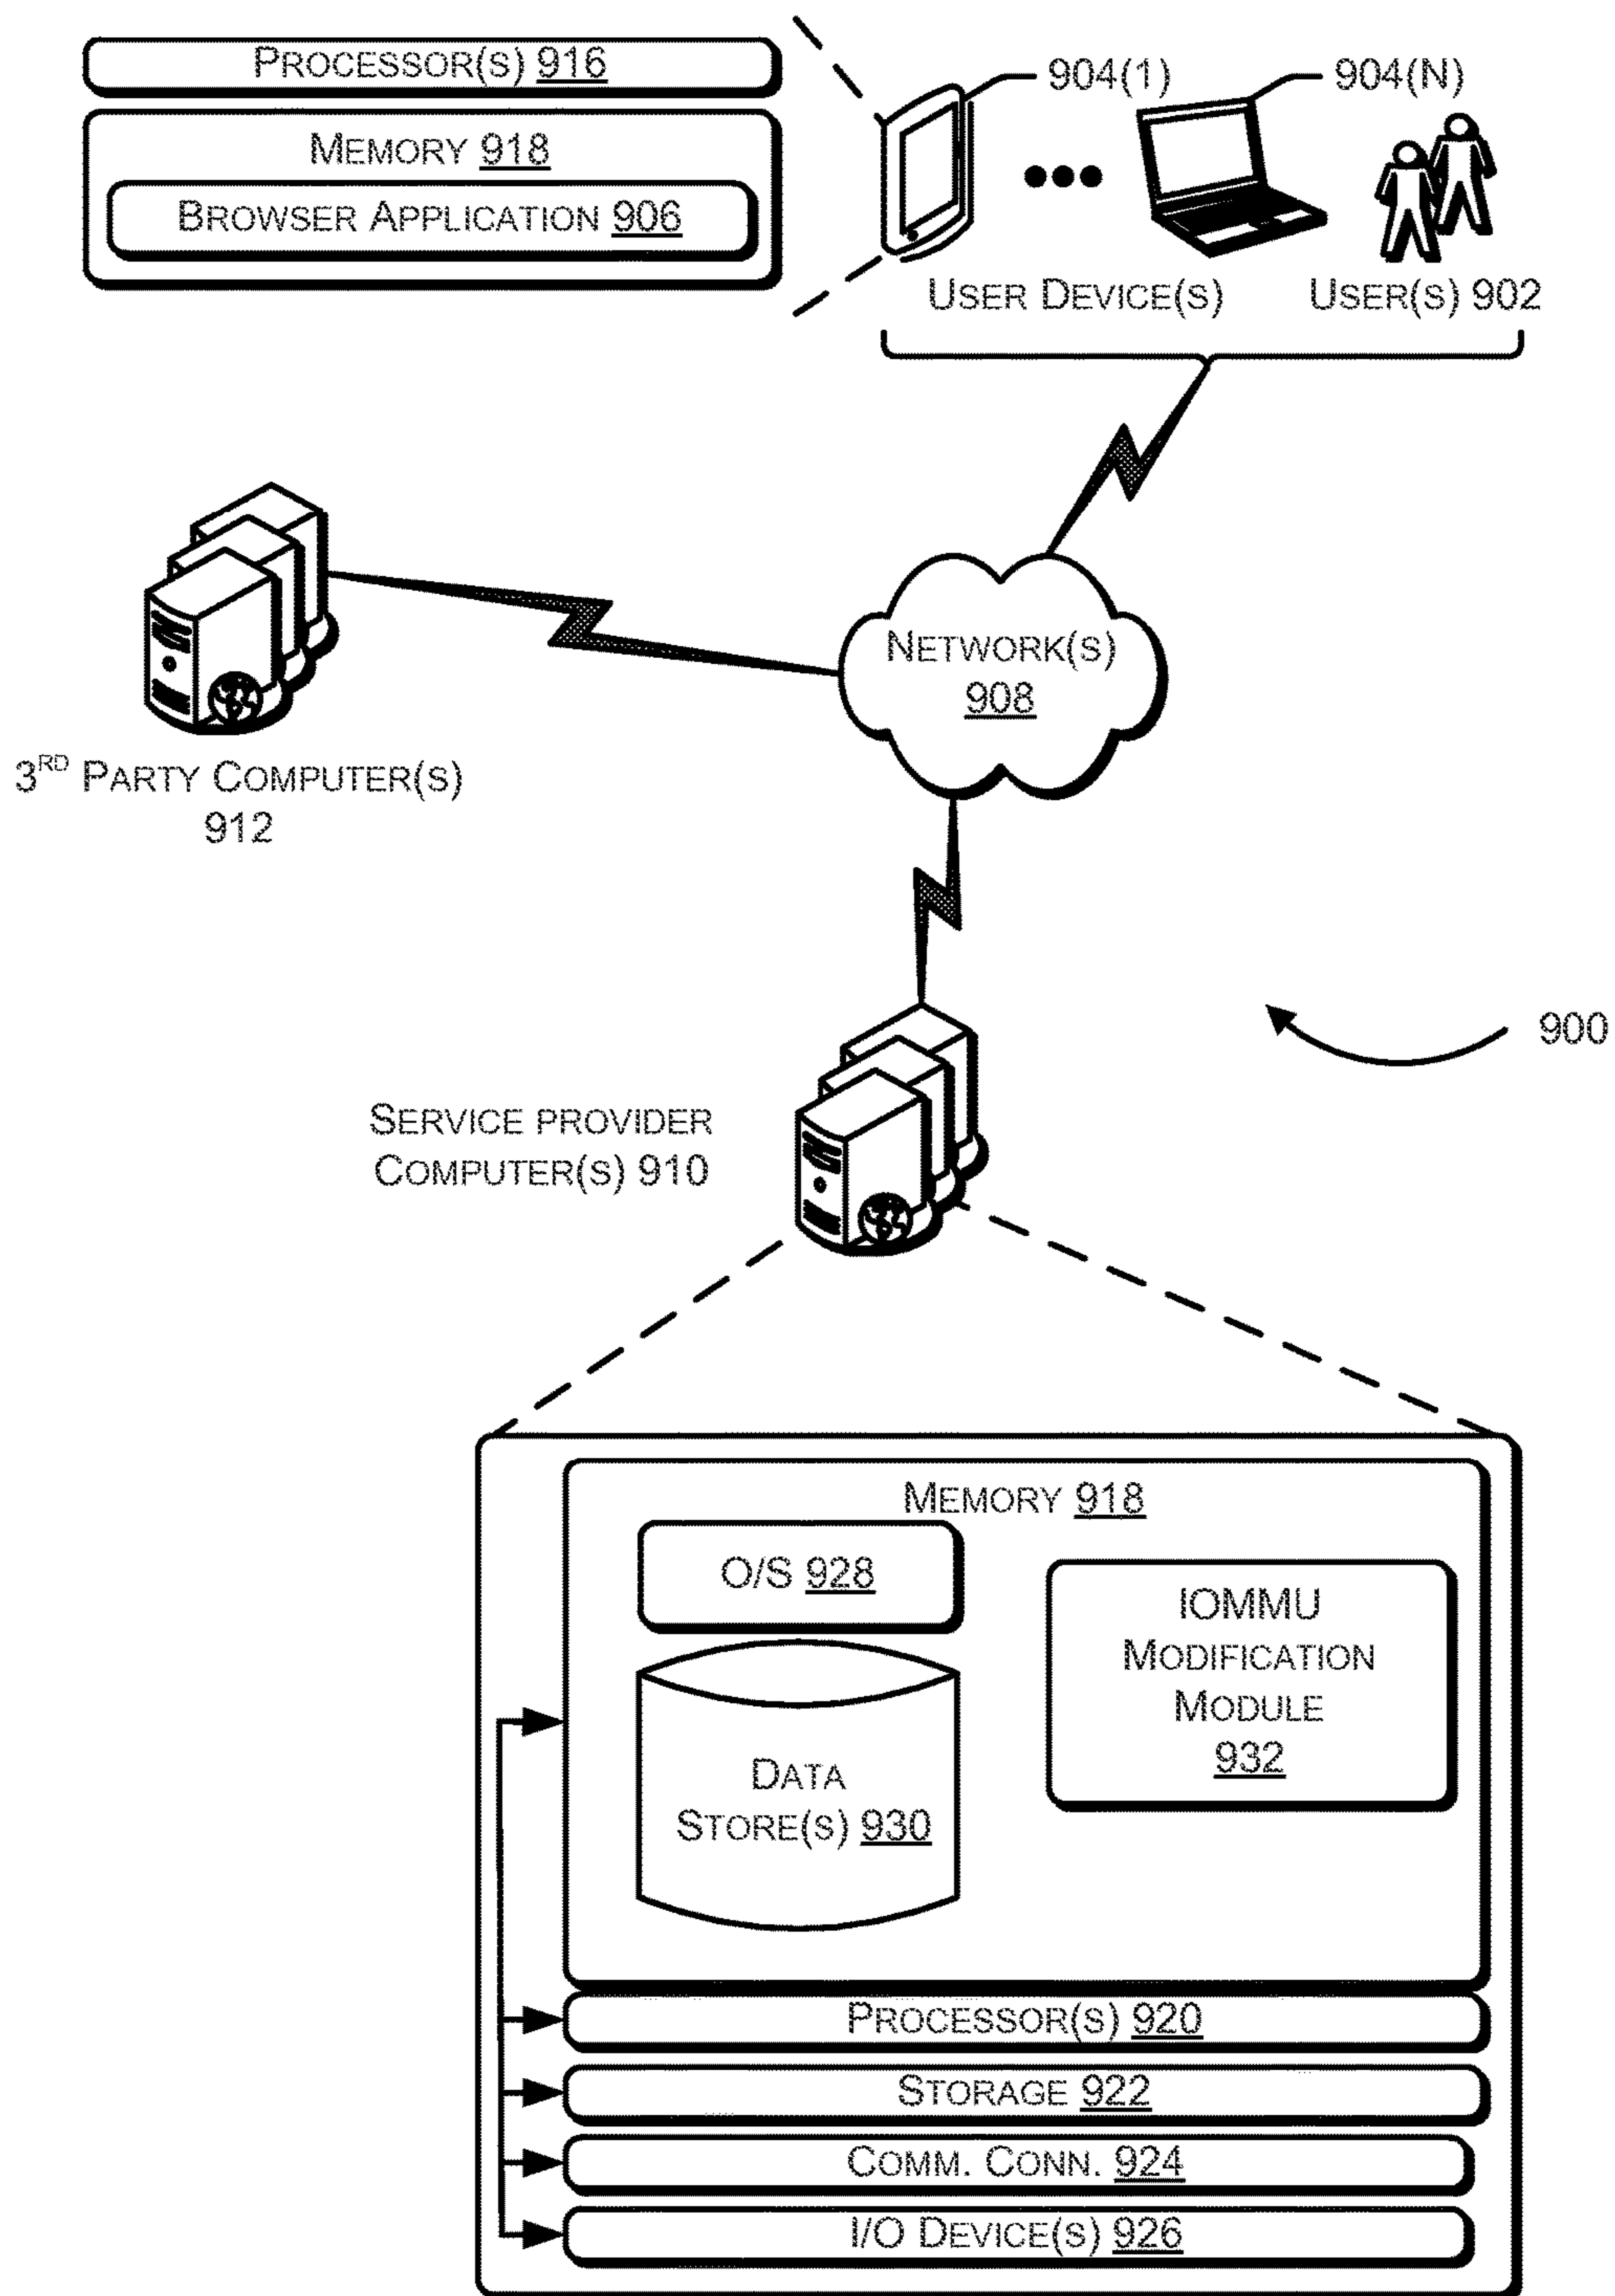 PROCESSOR(S) 916
MEMORY 918
BROWSER APPLICATION 906
904(1)
904(N)
USER DEVICE(S)
USER(S) 902
NETWORK(S)
908
3RD PARTY COMPUTER(S)
912
900
SERVICE PROVIDER
COMPUTER(S) 910
MEMORY 918
O/S 928
IOMMU
MODIFICATION
MODULE
932
DATA
STORE(S) 930
PROCESSOR(S) 920
STORAGE 922
COMM. CONN. 924
I/O DEVICE(S) 926